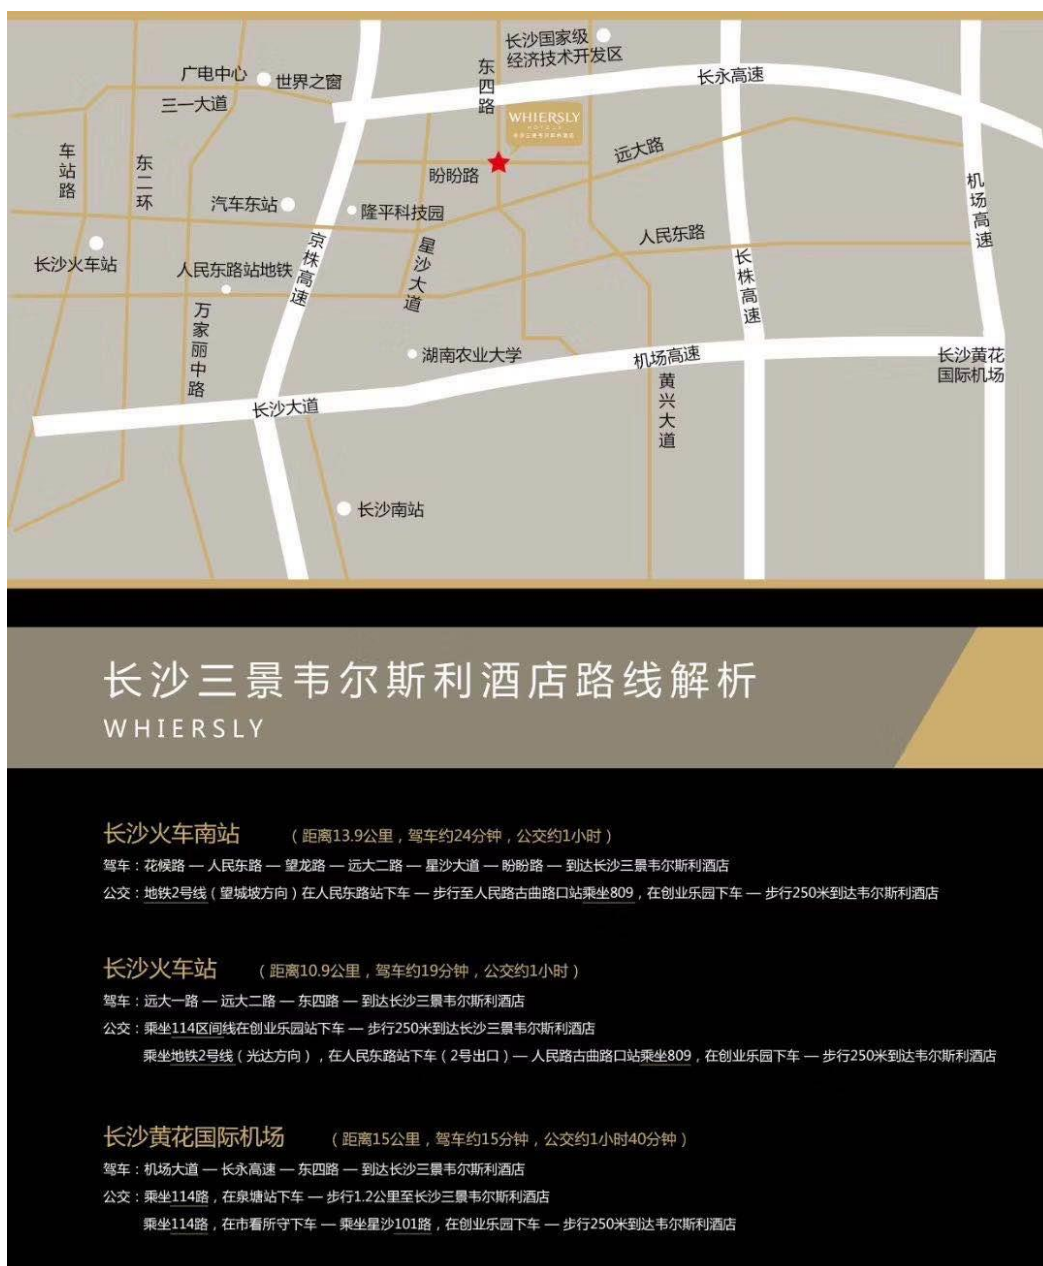 长沙国家级
经济技术开发区
广电中心
世界之窗
三一大道
东四路
长永高速
WHIERSLY
车站路
东二环
盼盼路
远大路
机场高速
汽车东站
隆平科技园
长沙火车站
人民东路站地铁
京株高速
星沙大道
人民东路
长株高速
万家丽中路
湖南农业大学
机场高速
长沙黄花
国际机场
长沙大道
黄兴大道
长沙南站
长沙三景韦尔斯利酒店路线解析
WHIERSLY
长沙火车南站 （距离13.9公里，驾车约24分钟，公交约1小时）
驾车：花候路 — 人民东路 — 望龙路 — 远大二路 — 星沙大道 — 盼盼路 — 到达长沙三景韦尔斯利酒店
公交：地铁2号线（望城坡方向）在人民东路站下车 — 步行至人民路古曲路口站乘坐809，在创业乐园下车 — 步行250米到达韦尔斯利酒店
长沙火车站 （距离10.9公里，驾车约19分钟，公交约1小时）
驾车：远大一路 — 远大二路 — 东四路 — 到达长沙三景韦尔斯利酒店
公交：乘坐114区间线在创业乐园站下车 — 步行250米到达长沙三景韦尔斯利酒店
乘坐地铁2号线（光达方向），在人民东路站下车（2号出口）— 人民路古曲路口站乘坐809，在创业乐园下车 — 步行250米到达韦尔斯利酒店
长沙黄花国际机场 （距离15公里，驾车约15分钟，公交约1小时40分钟）
驾车：机场大道 — 长永高速 — 东四路 — 到达长沙三景韦尔斯利酒店
公交：乘坐114路，在泉塘站下车 — 步行1.2公里至长沙三景韦尔斯利酒店
乘坐114路，在市看所守下车 — 乘坐星沙101路，在创业乐园下车 — 步行250米到达韦尔斯利酒店